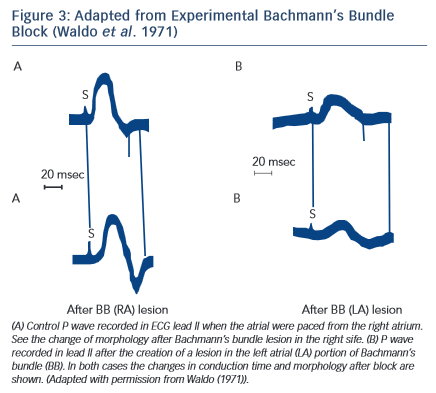 Figure 3: Adapted from Experimental Bachmann's Bundle
Block (Waldo et al. 1971)
A
B
S
S
20 msec
20 msec
A
B
S
S
After BB (RA) lesion
After BB (LA) lesion
(A) Control P wave recorded in ECG lead II when the atrial were paced from the right atrium.
See the change of morphology after Bachmann's bundle lesion in the right sife. (B) P wave
recorded in lead II after the creation of a lesion in the left atrial (LA) portion of Bachmann's
bundle (BB). In both cases the changes in conduction time and morphology after block are
shown. (Adapted with permission from Waldo (1971)).